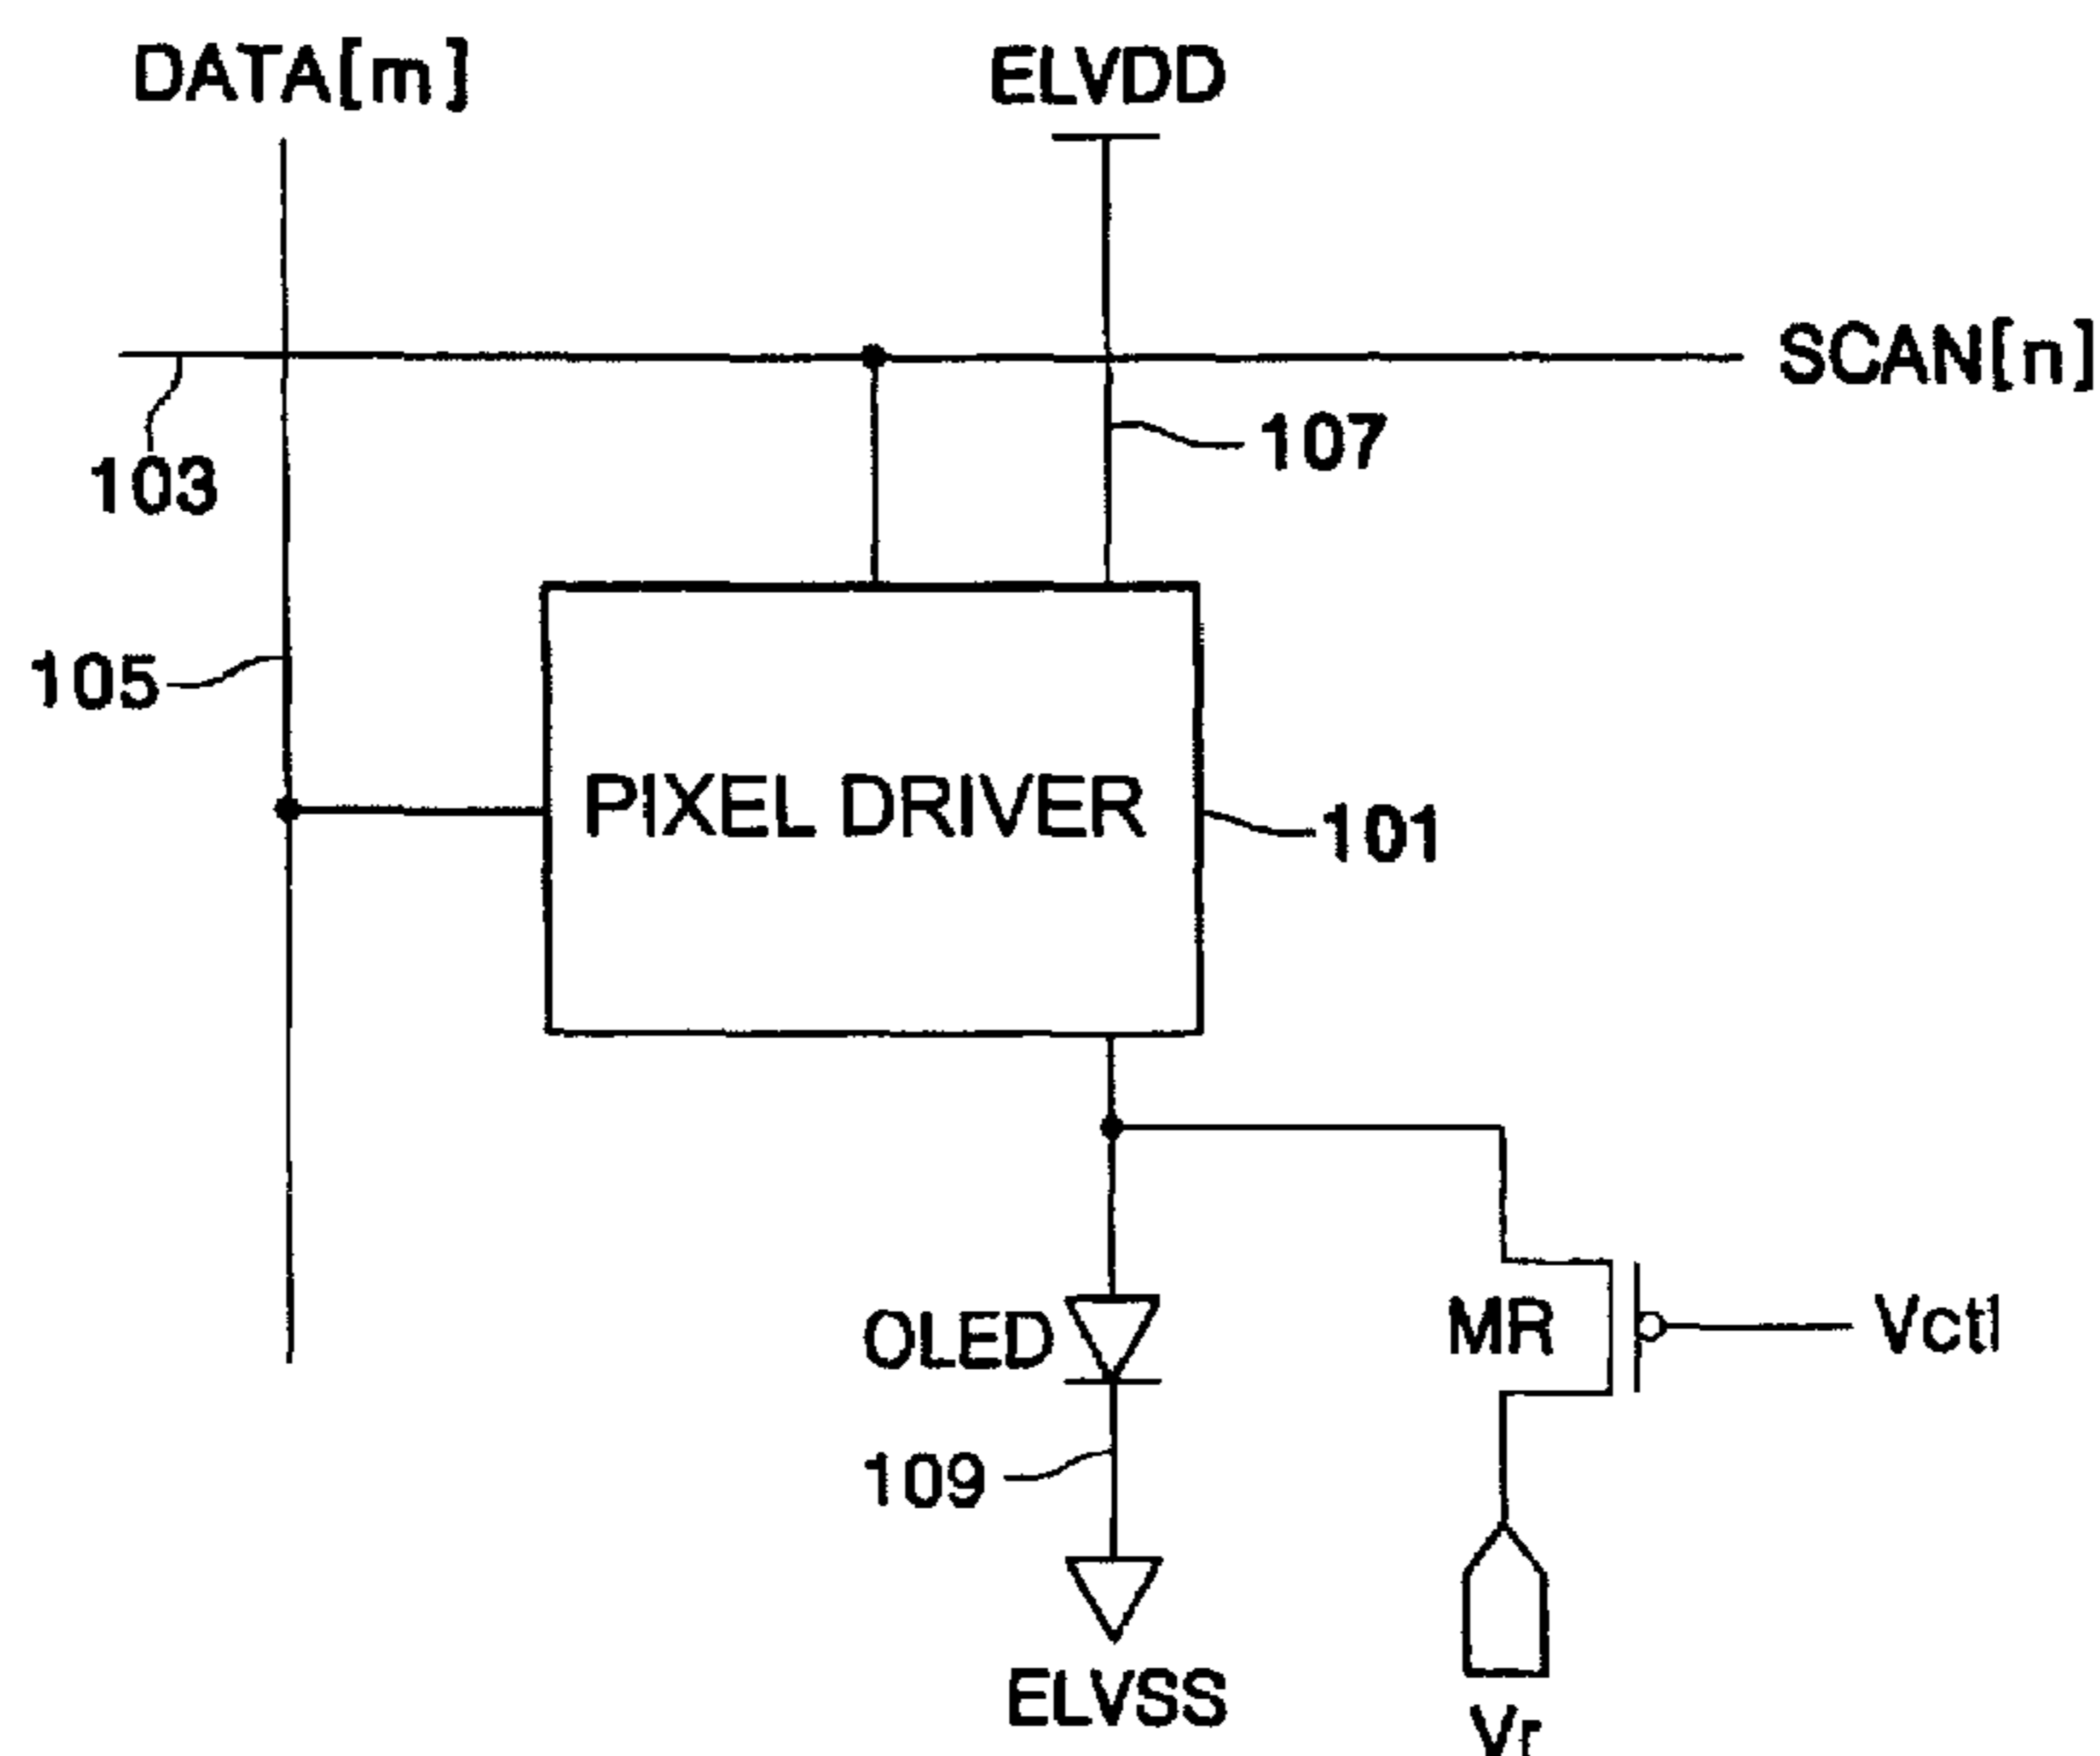 DATA[m]
ELVDD
SCAN[n]
103
107
105
PIXEL DRIVER
101
OLED
MR
Vctl
109
ELVSS
Vr